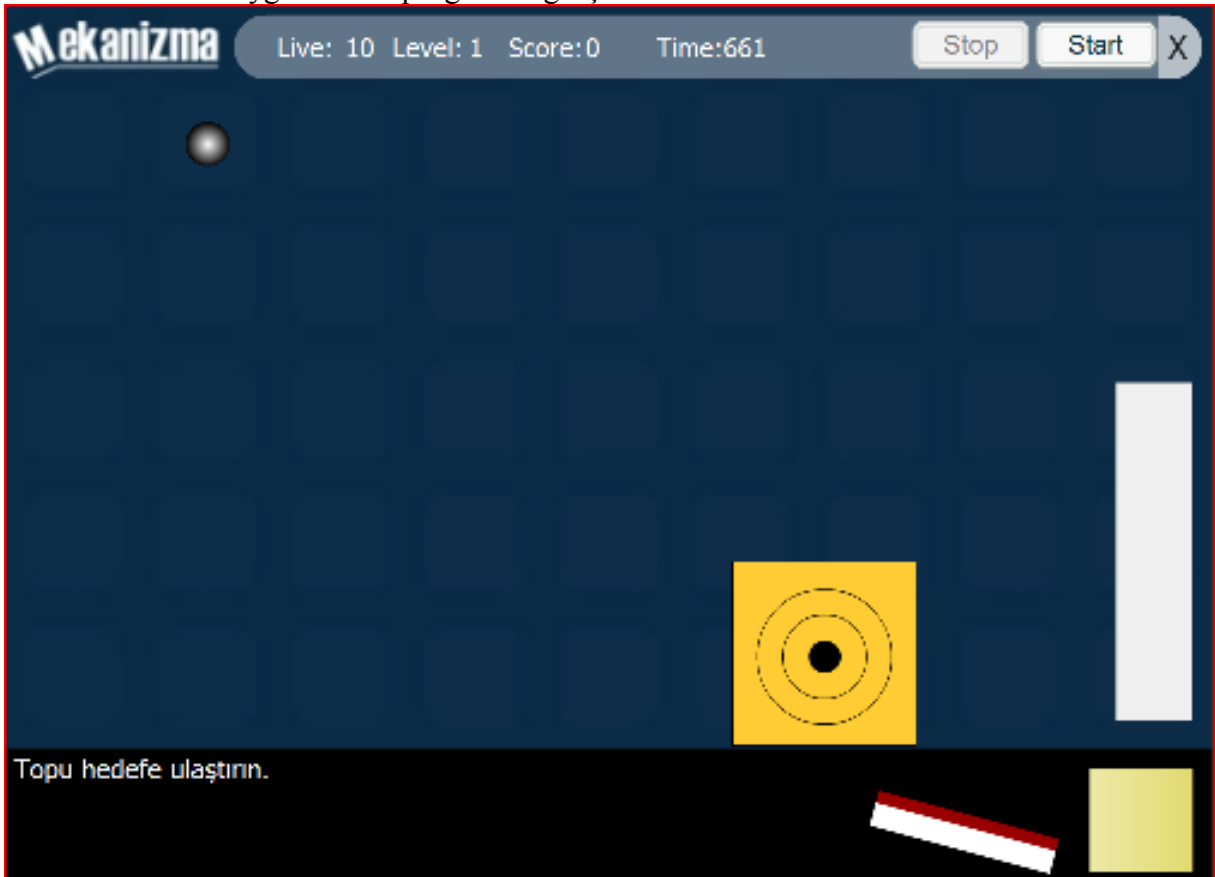 Mekanizma Live: 10 Level: 1 Score:0 Time:661 Stop Start X
Topu hedefe ulaştırın.